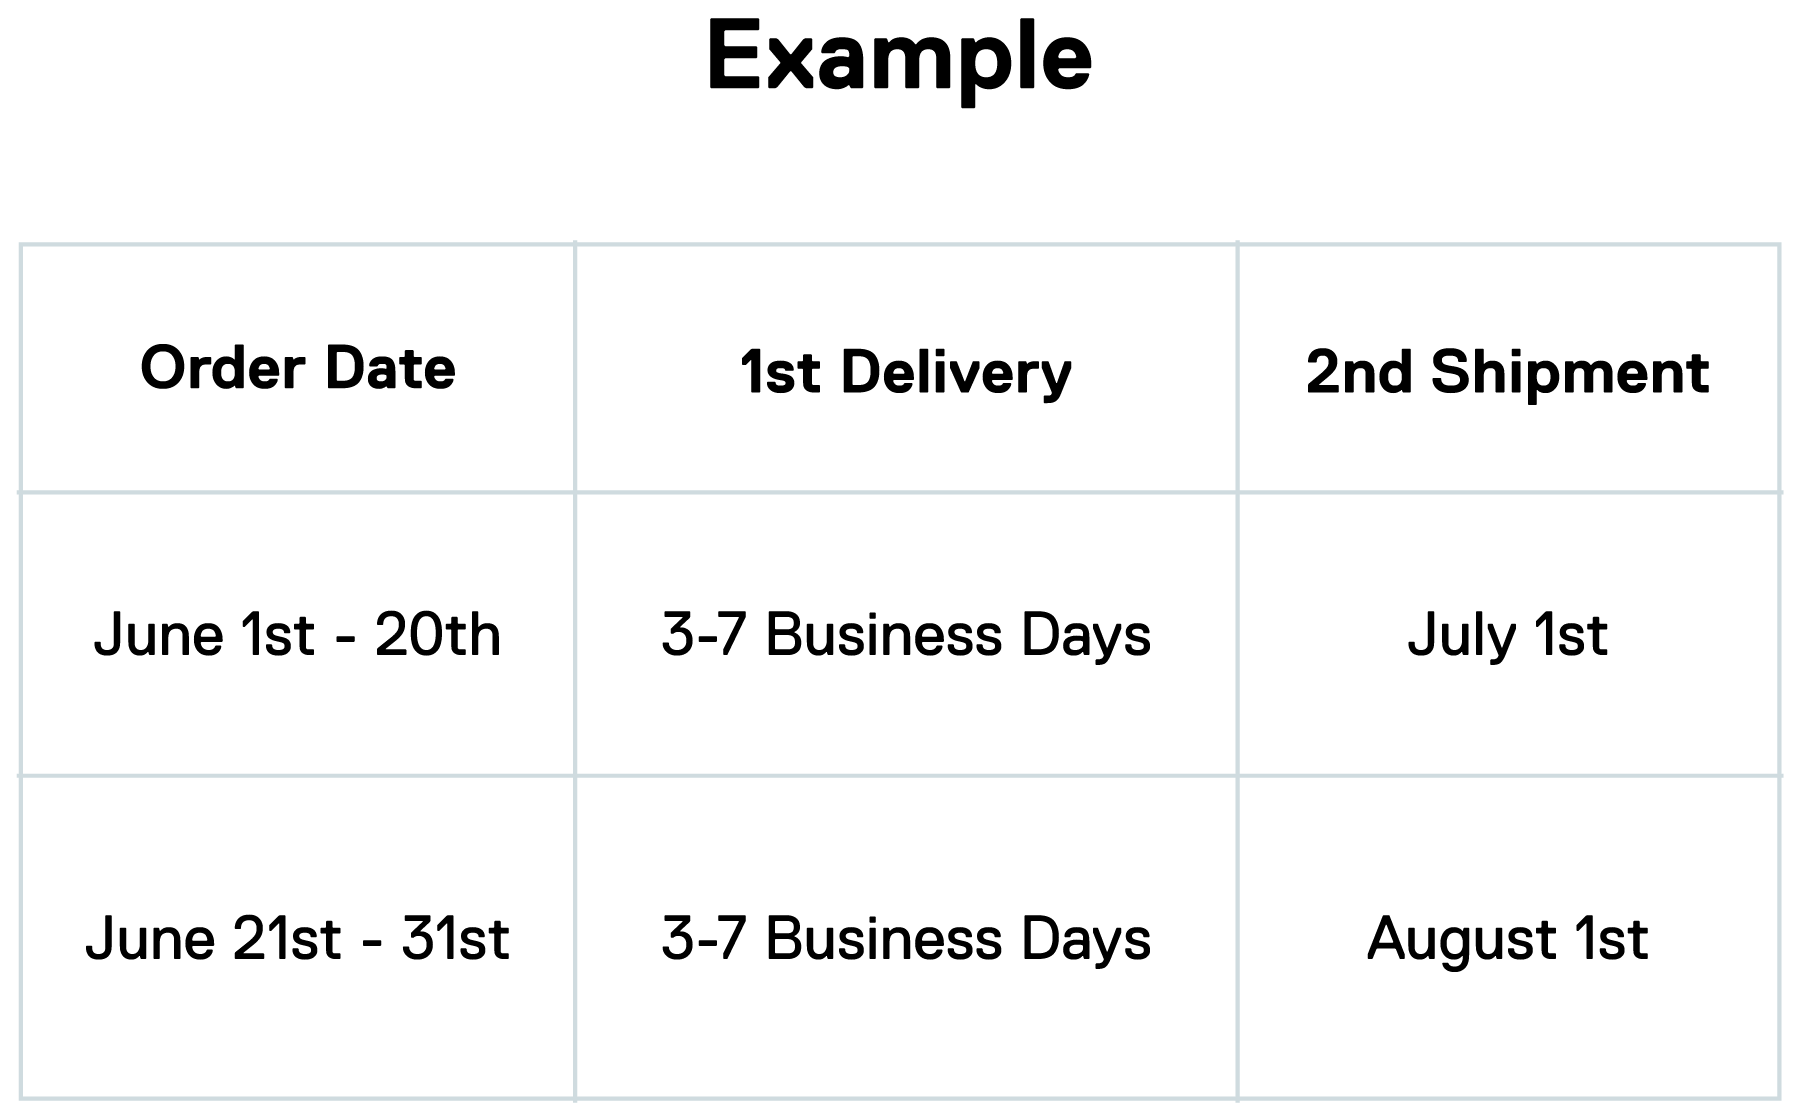 Example
Order Date
1st Delivery
2nd Shipment
June 1st - 20th
3-7 Business Days
July 1st
June 21st - 31st
3-7 Business Days
August 1st